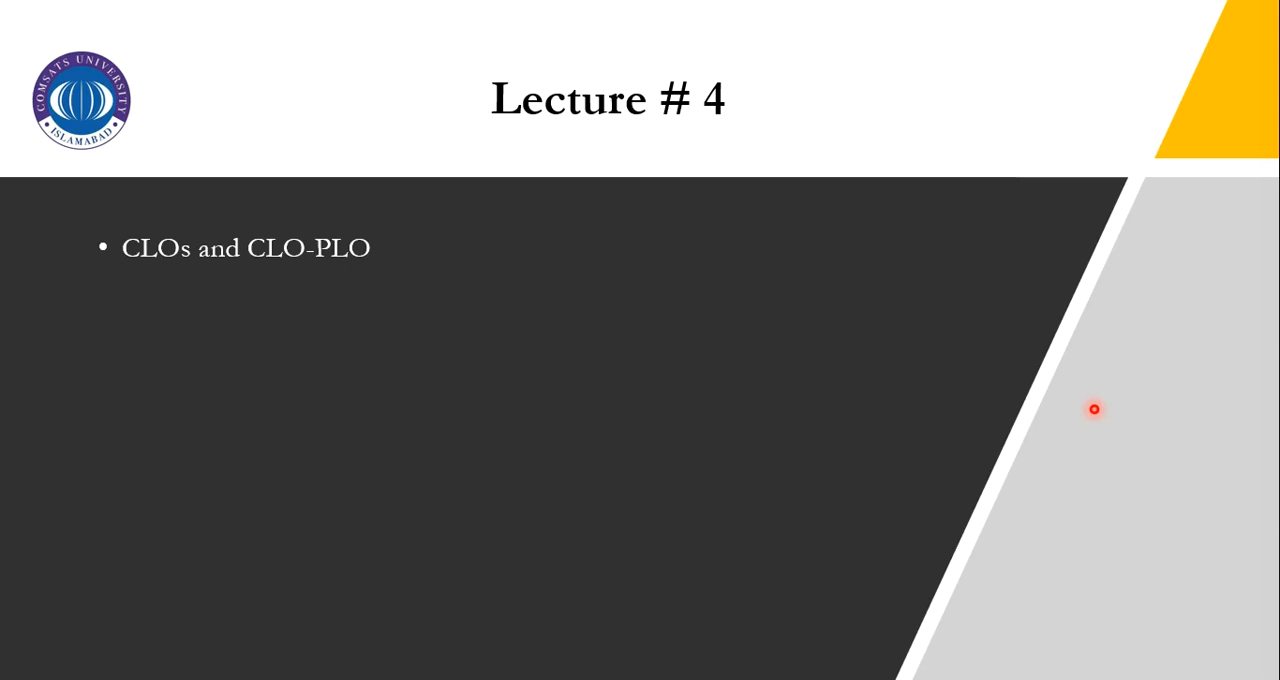 COMSATS UNIVERSITY
ISLAMABAD
Lecture # 4
• CLOs and CLO-PLO